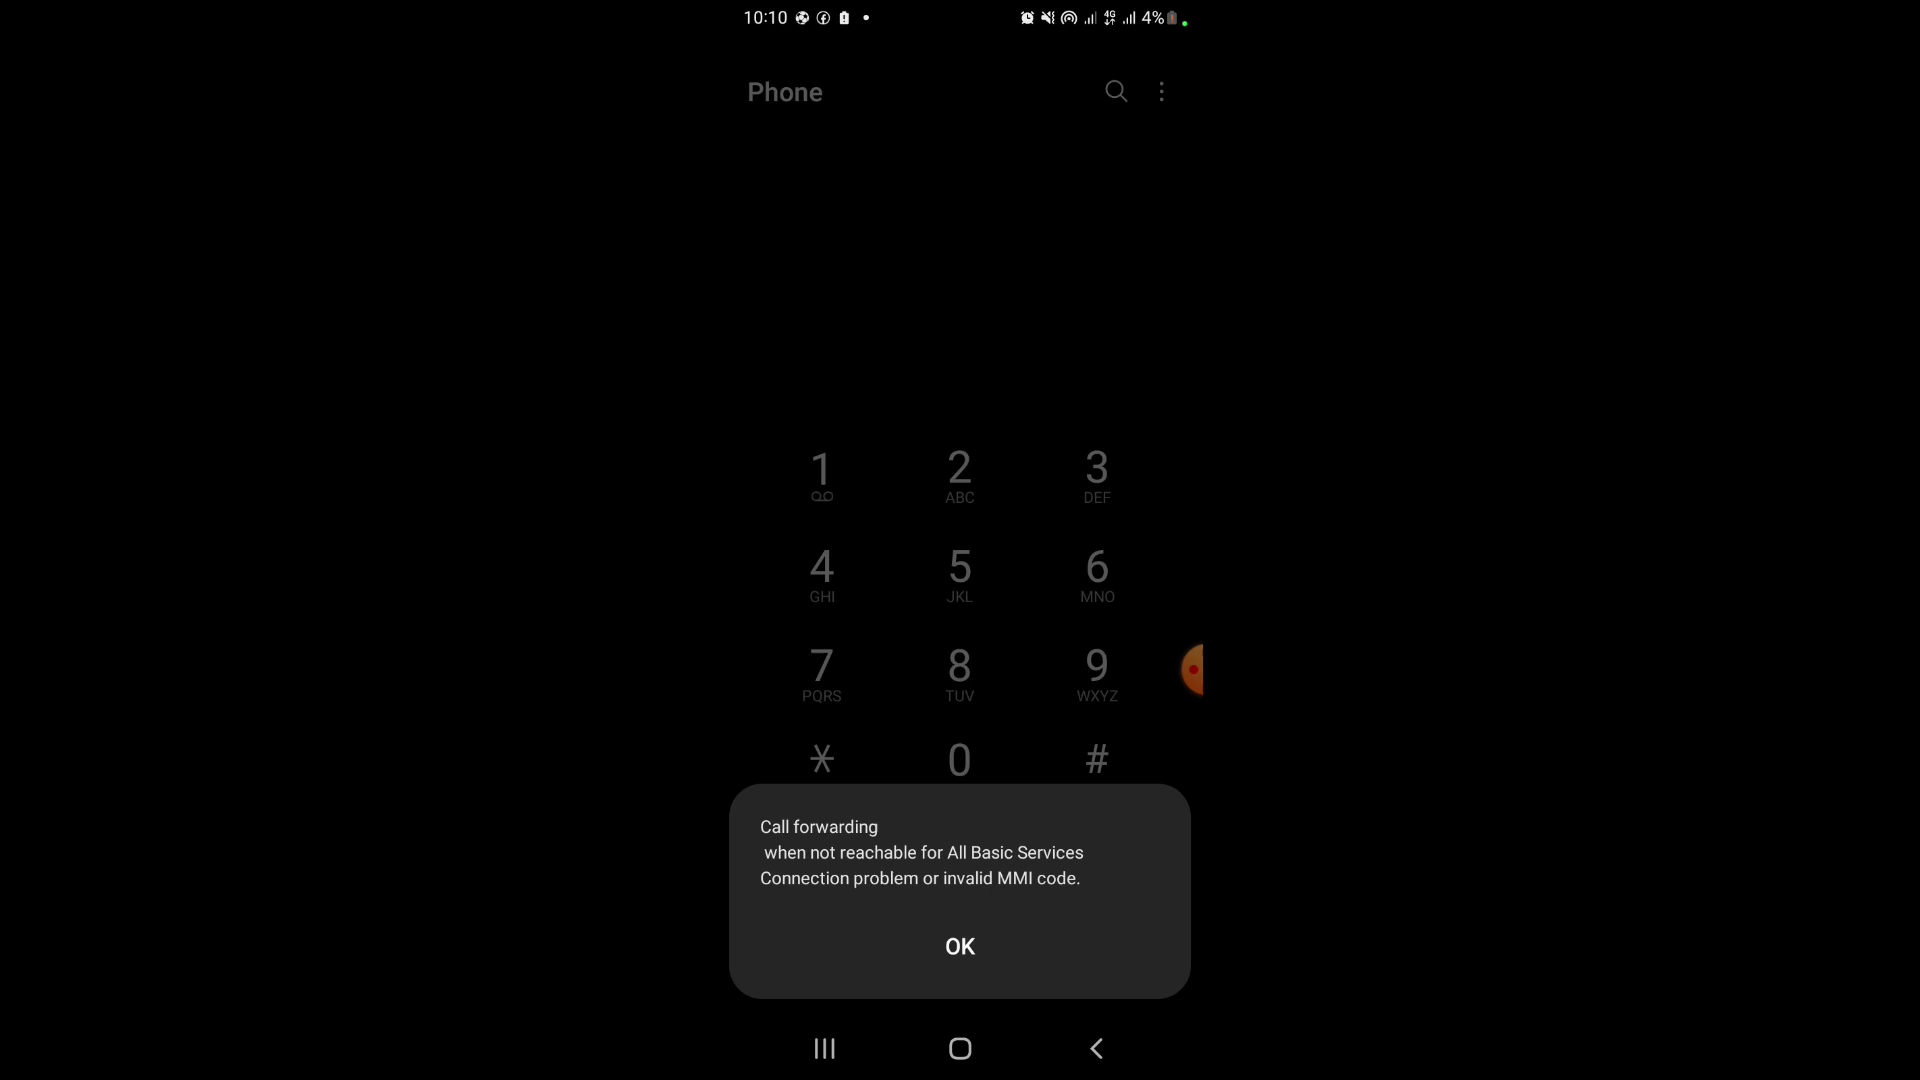 10:10 4G 4%
Phone
1 2 3
ABC DEF
4 5 6
GHI JKL MNO
7 8 9
PQRS TUV WXYZ
* 0 #
Call forwarding
when not reachable for All Basic Services
Connection problem or invalid MMI code.
OK